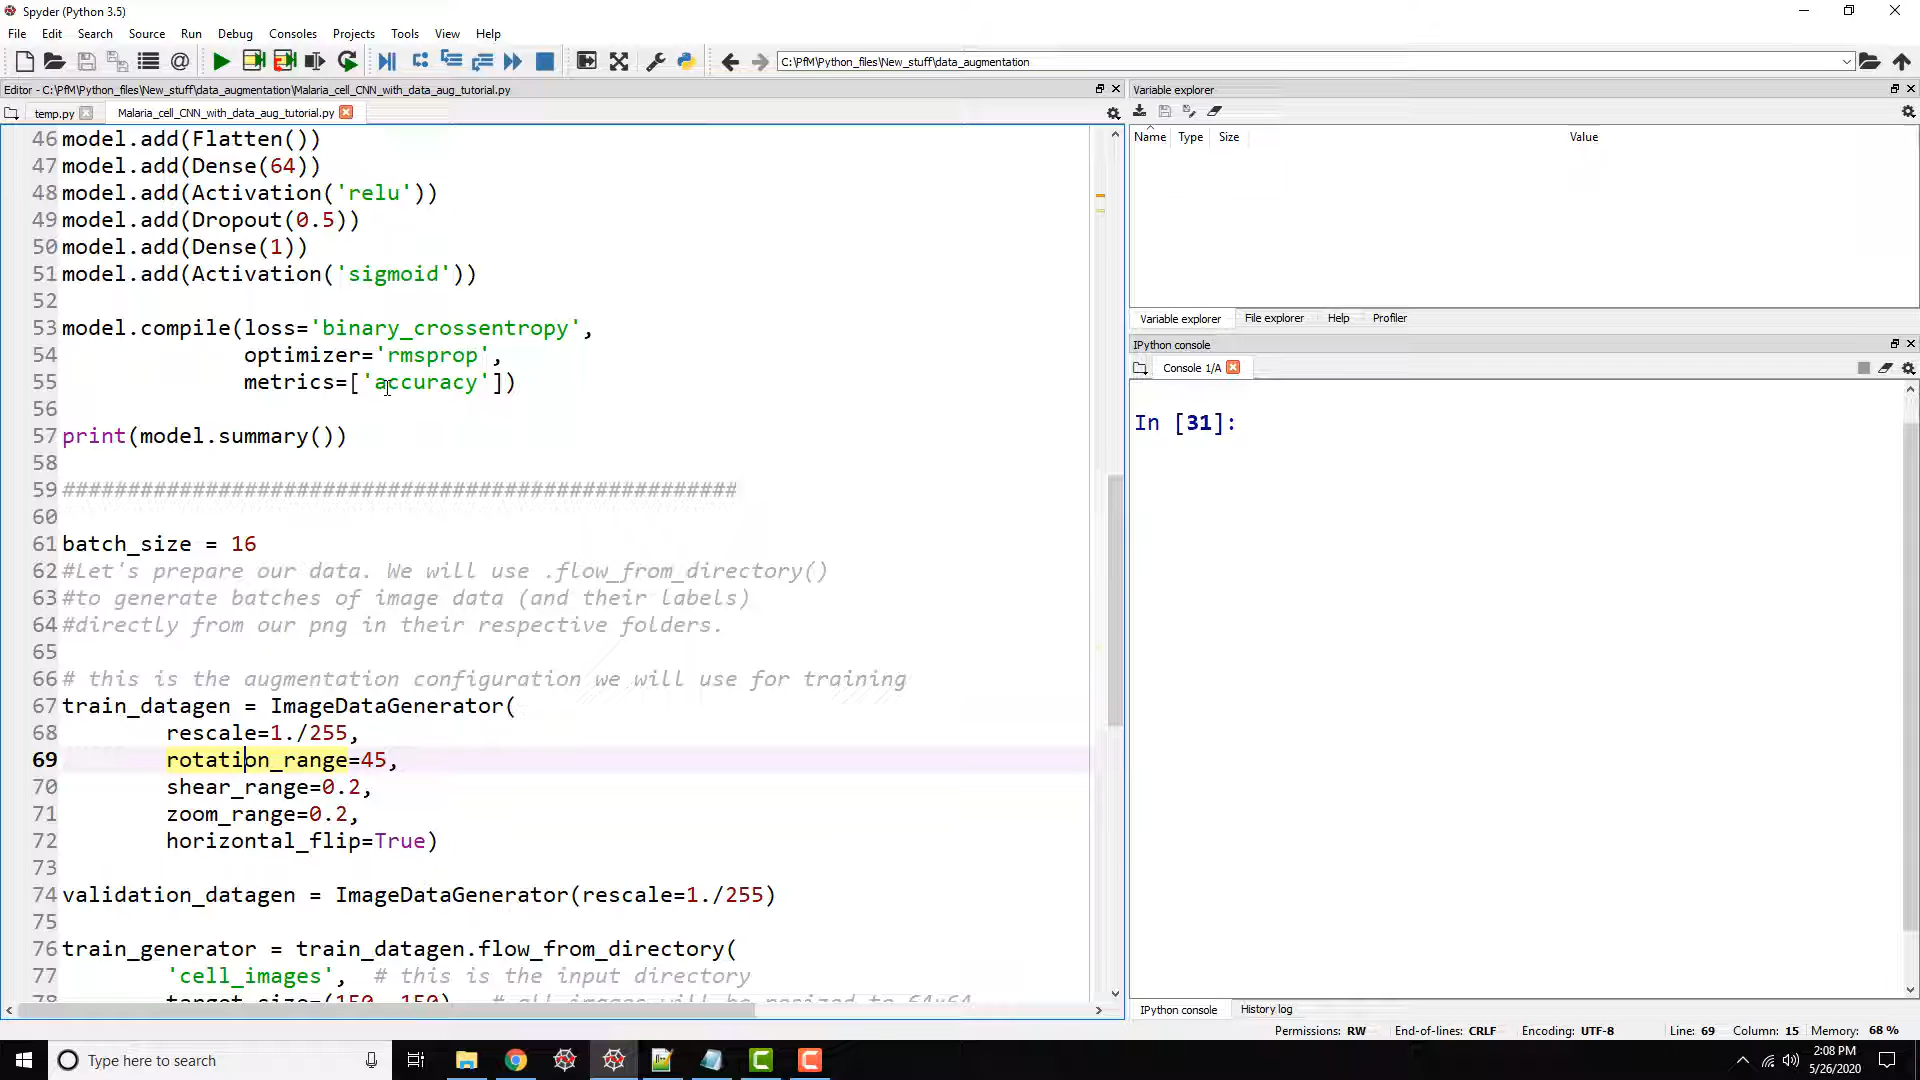 Spyder (Python 3.5)
File Edit Search Source Run Debug Consoles Projects Tools View Help
C:\PfM\Python_files\New_stuff\data_augmentation
Editor - C:\PfM\Python_files\New_stuff\data_augmentation\Malaria_cell_CNN_with_data_aug_tutorial.py
temp.py Malaria_cell_CNN_with_data_aug_tutorial.py
46 model.add(Flatten())
47 model.add(Dense(64))
48 model.add(Activation('relu'))
49 model.add(Dropout(0.5))
50 model.add(Dense(1))
51 model.add(Activation('sigmoid'))
52
53 model.compile(loss='binary_crossentropy',
54 optimizer='rmsprop',
55 metrics=['accuracy'])
56
57 print(model.summary())
58
59 ####################################################
60
61 batch_size = 16
62 #Let's prepare our data. We will use .flow_from_directory()
63 #to generate batches of image data (and their labels)
64 #directly from our png in their respective folders.
65
66 # this is the augmentation configuration we will use for training
67 train_datagen = ImageDataGenerator(
68 rescale=1./255,
69 rotation_range=45,
70 shear_range=0.2,
71 zoom_range=0.2,
72 horizontal_flip=True)
73
74 validation_datagen = ImageDataGenerator(rescale=1./255)
75
76 train_generator = train_datagen.flow_from_directory(
77 'cell_images', # this is the input directory
78 target_size=(150, 150), # all images will be resized to 64x64
Variable explorer
Name Type Size Value
Variable explorer File explorer Help Profiler
IPython console
Console 1/A
In [31]:
IPython console History log
Permissions: RW End-of-lines: CRLF Encoding: UTF-8 Line: 69 Column: 15 Memory: 68 %
Type here to search
2:08 PM
5/26/2020